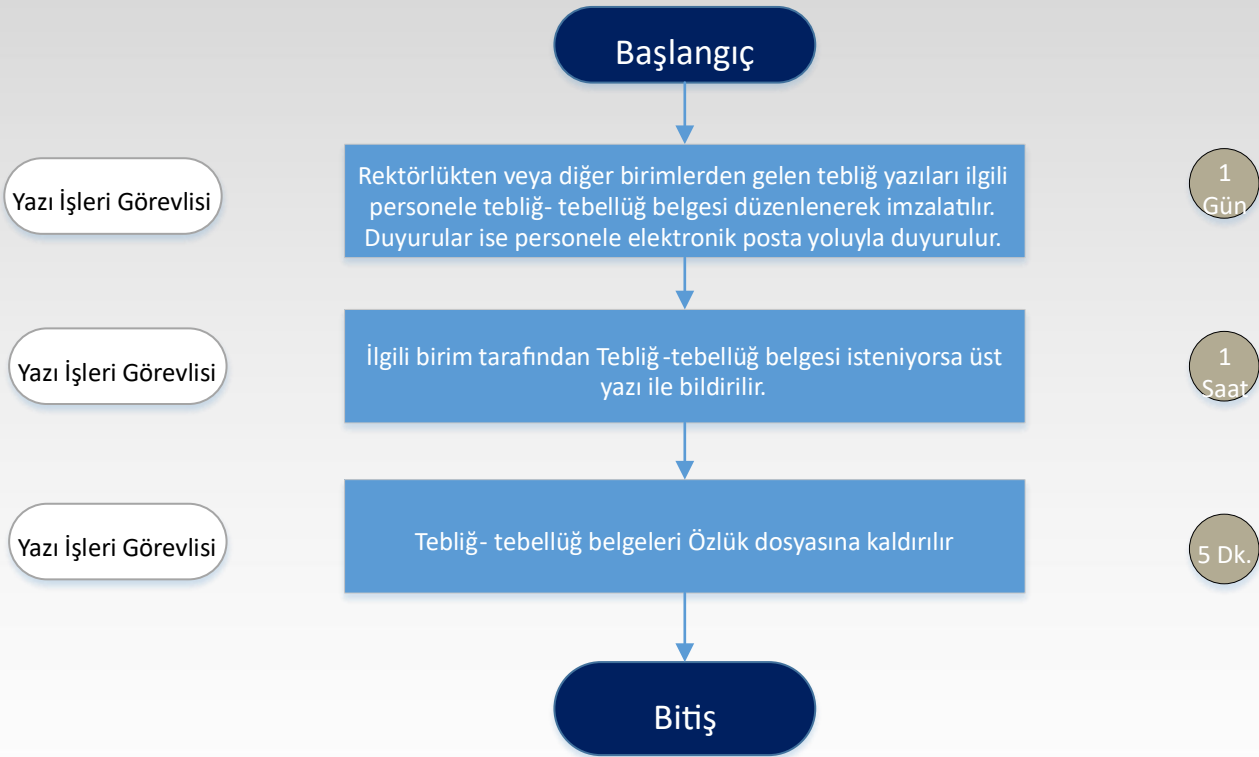 Başlangıç
Yazı İşleri Görevlisi
Rektörlükten veya diğer birimlerden gelen tebliğ yazıları ilgili
personele tebliğ- tebellüğ belgesi düzenlenerek imzalatılır.
Duyurular ise personele elektronik posta yoluyla duyurulur.
1
Gün
Yazı İşleri Görevlisi
İlgili birim tarafından Tebliğ -tebellüğ belgesi isteniyorsa üst
yazı ile bildirilir.
1
Saat
Yazı İşleri Görevlisi
Tebliğ- tebellüğ belgeleri Özlük dosyasına kaldırılır
5 Dk.
Bitiş